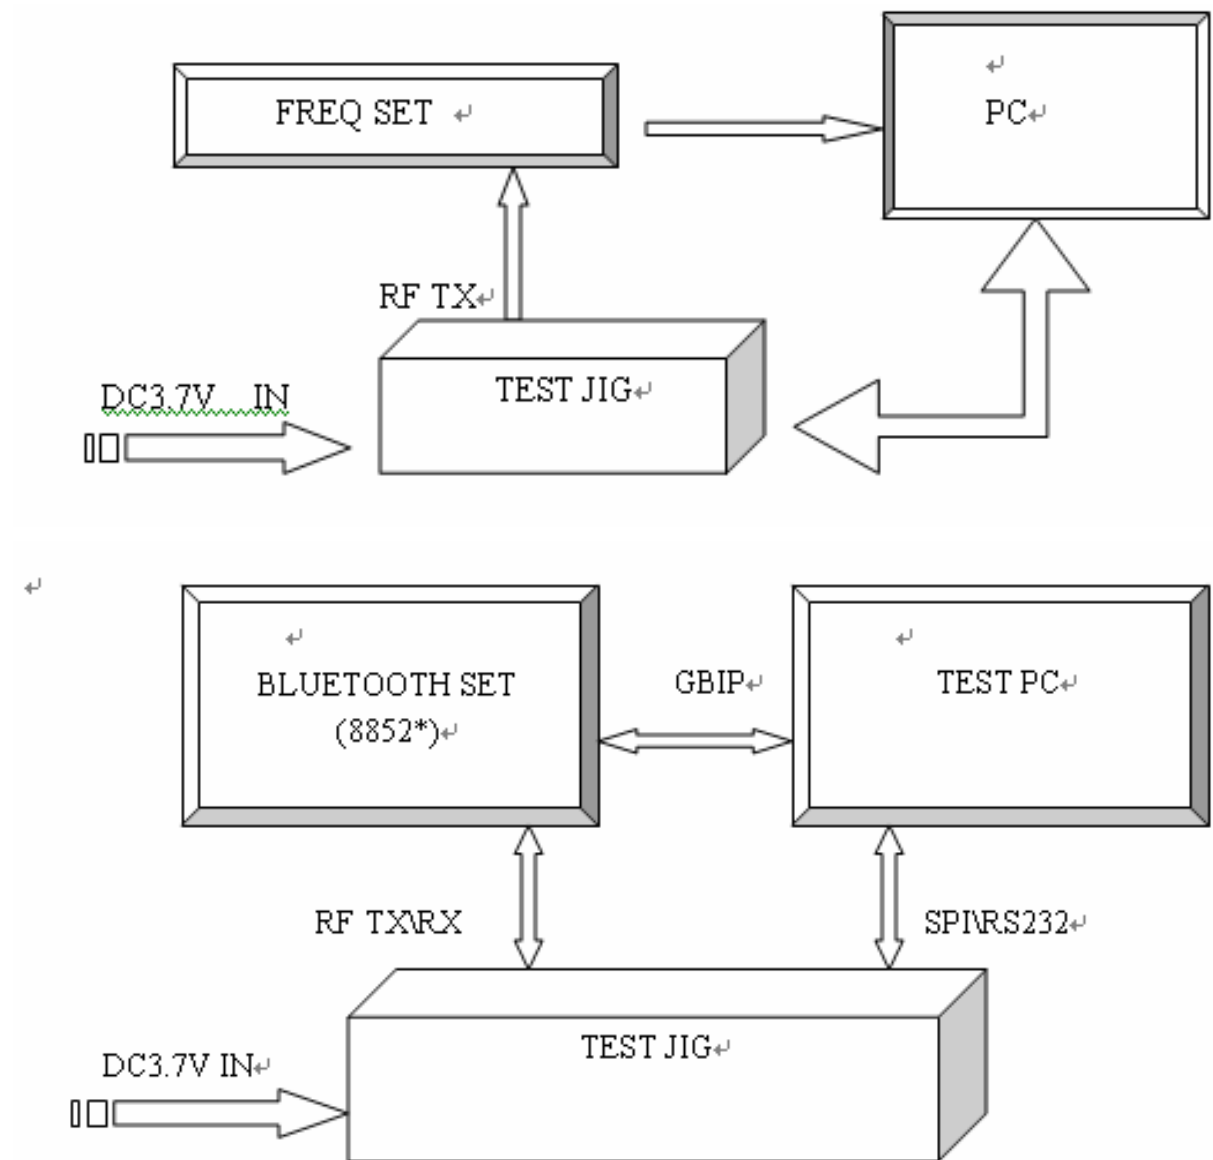 PC
FREQ SET
RF TX
TEST JIG
DC3.7V IN
BLUETOOTH SET
(8852*)
GBIP
TEST PC
RF TX\RX
SPI\RS232
TEST JIG
DC3.7V IN